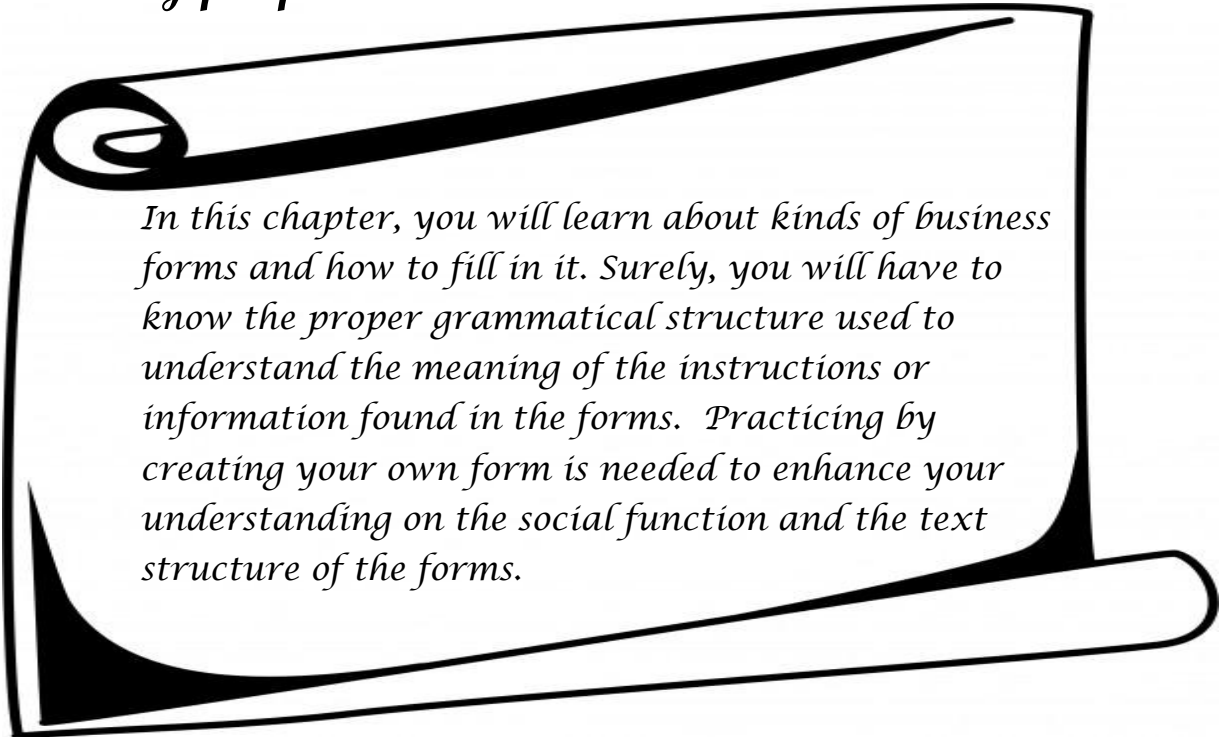 In this chapter, you will learn about kinds of business
forms and how to fill in it. Surely, you will have to
know the proper grammatical structure used to
understand the meaning of the instructions or
information found in the forms.  Practicing by
creating your own form is needed to enhance your
understanding on the social function and the text
structure of the forms.